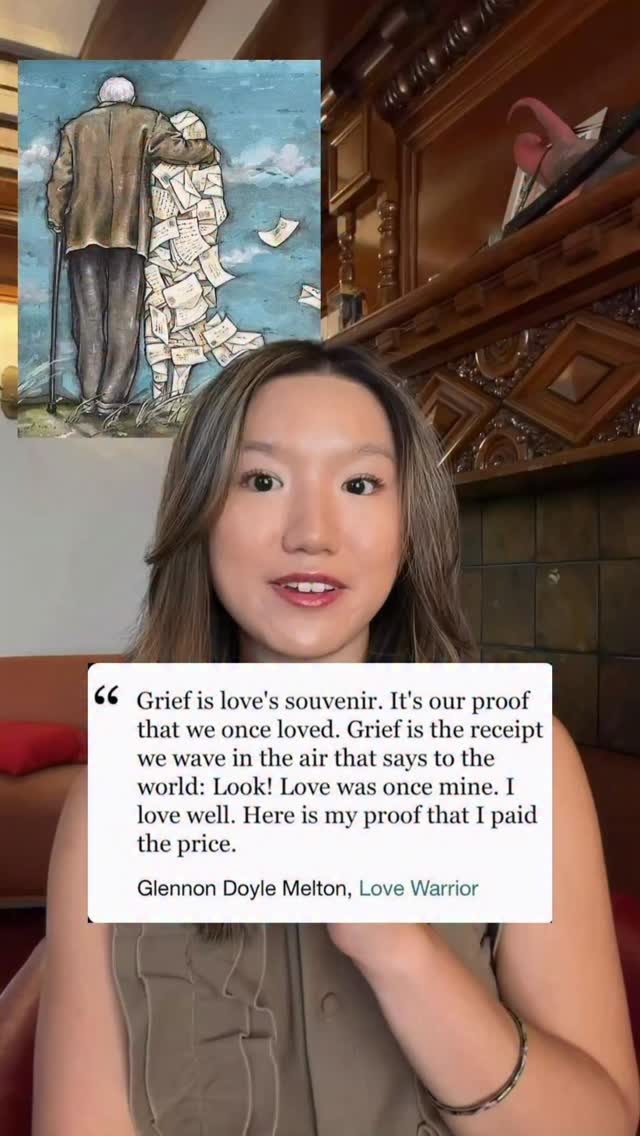 “ Grief is love's souvenir. It's our proof
that we once loved. Grief is the receipt
we wave in the air that says to the
world: Look! Love was once mine. I
love well. Here is my proof that I paid
the price.
Glennon Doyle Melton, Love Warrior